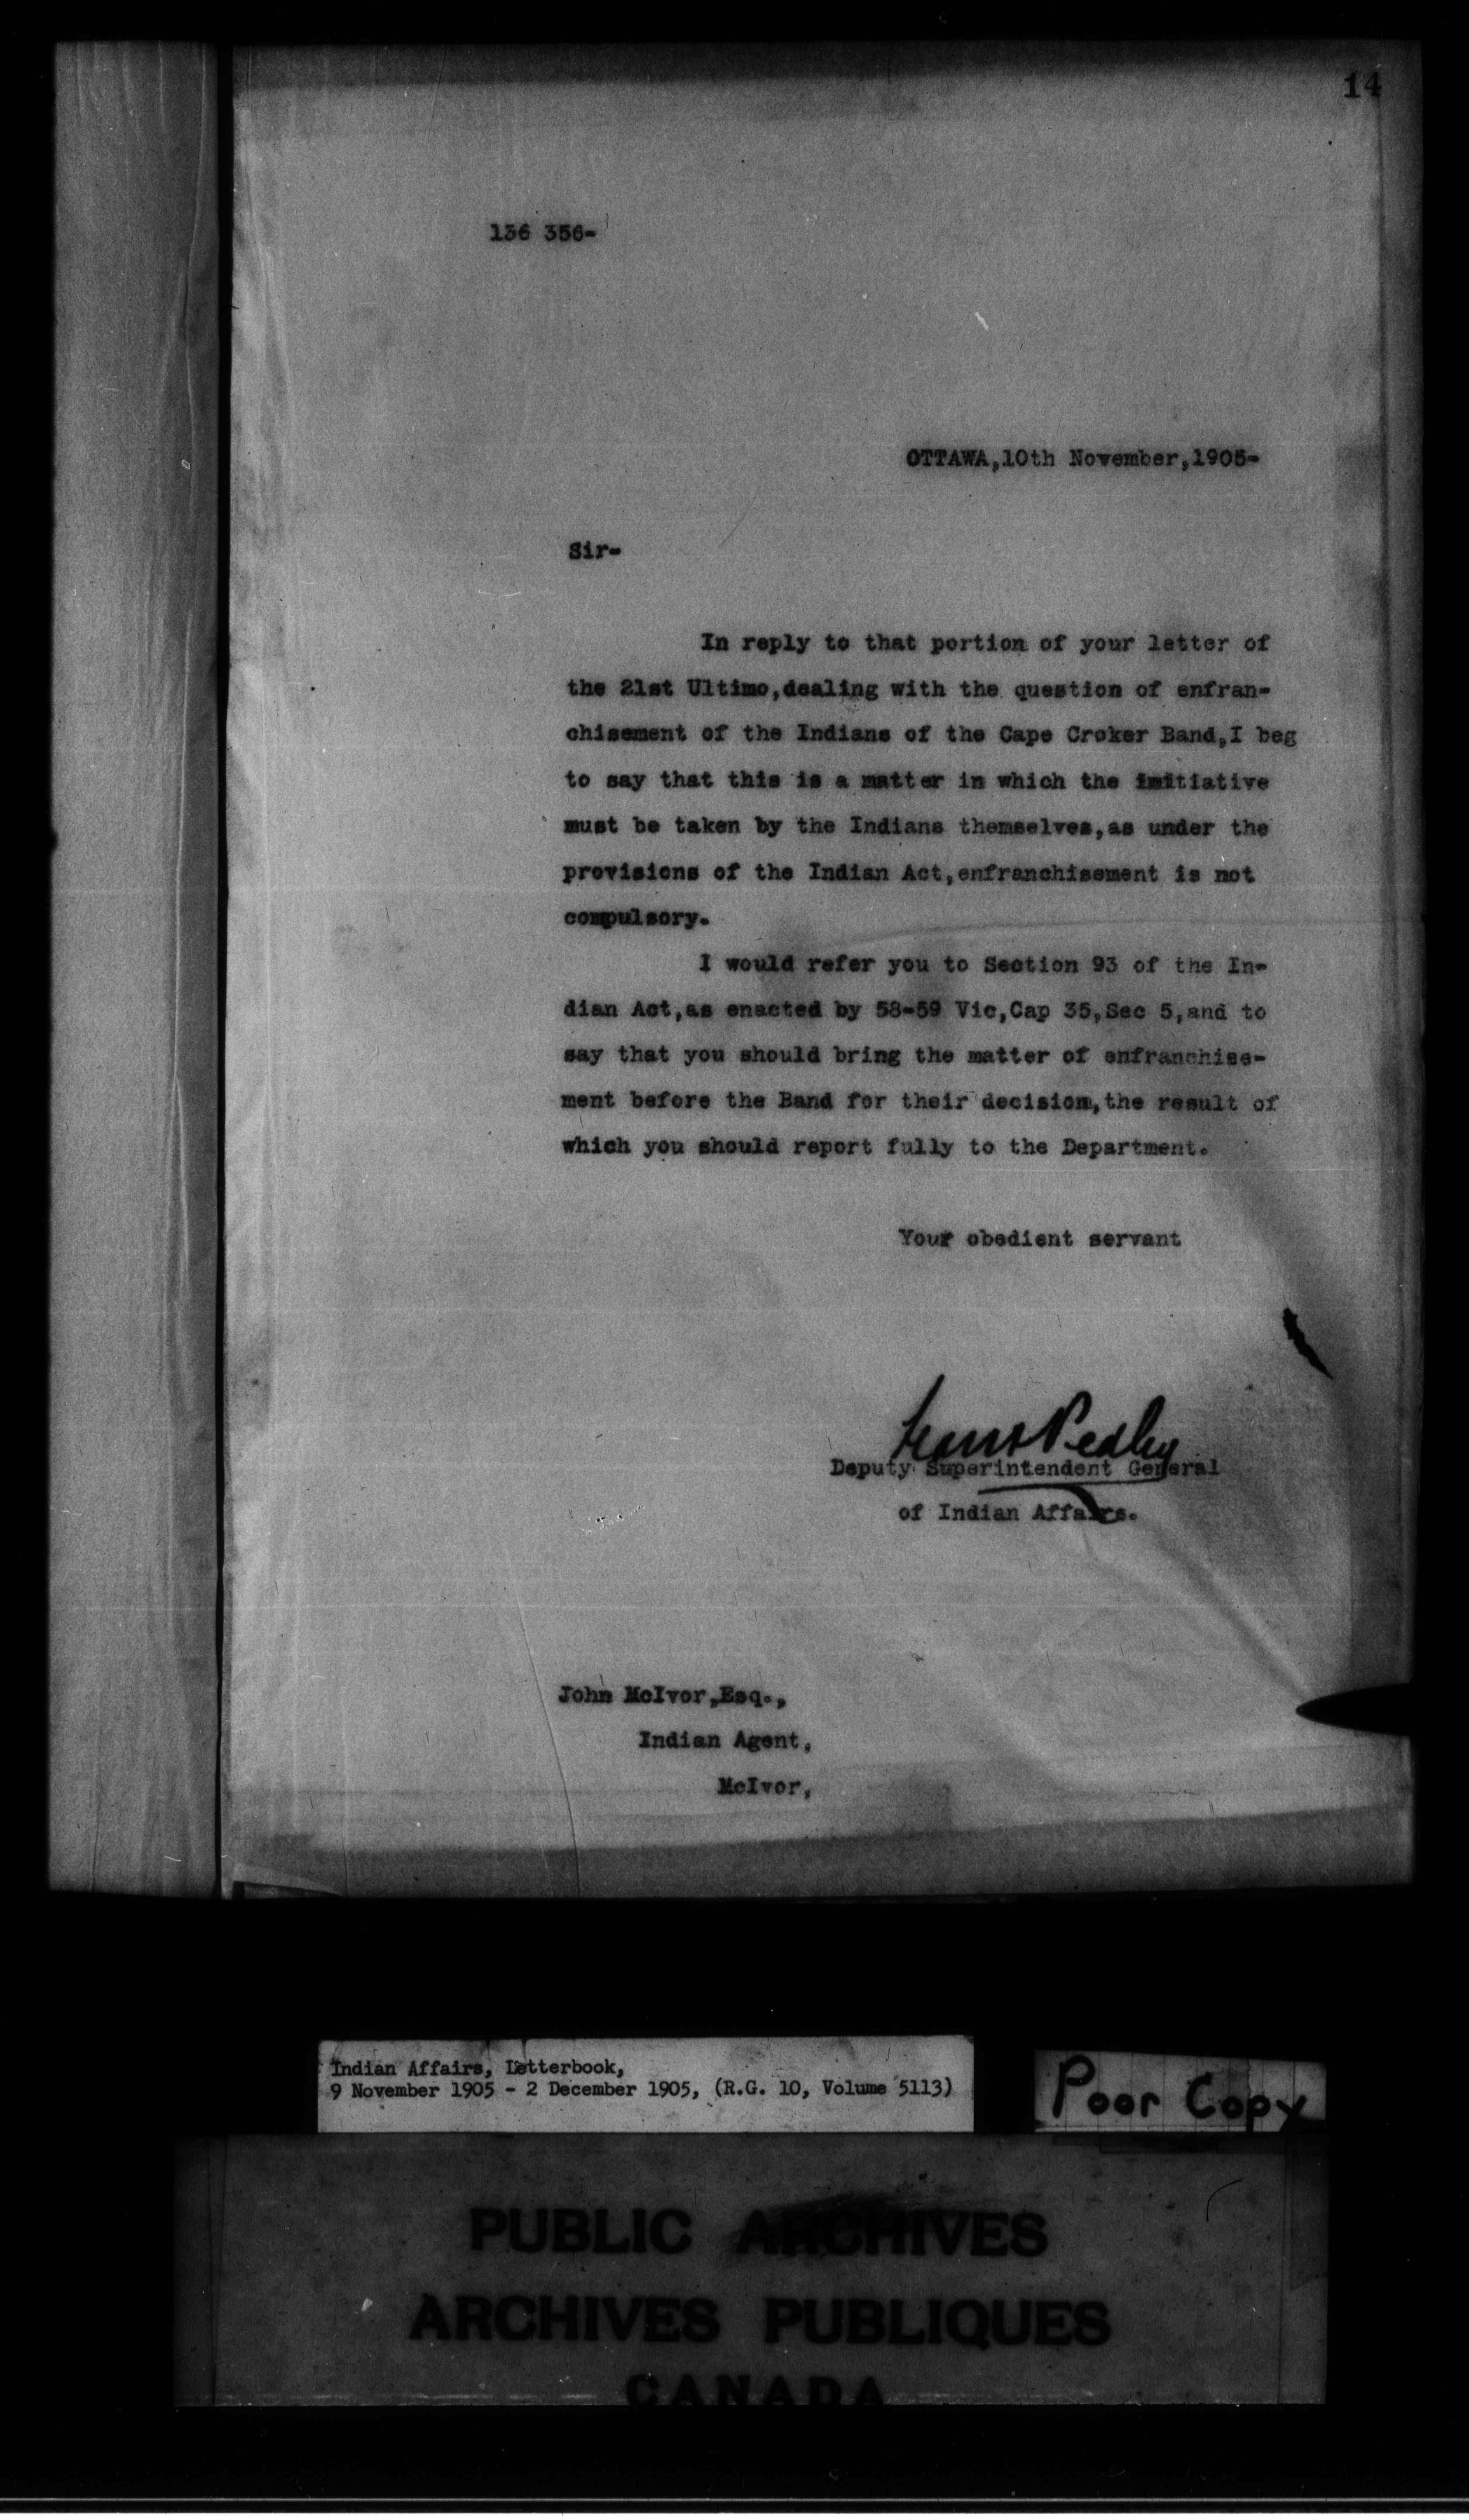 14
136 356-
OTTAWA,10th November,1905-
Sir-
In reply to that portion of your letter of
the 21st Ultimo,dealing with the question of enfran-
chisement of the Indians of the Cape Croker Band,I beg
to say that this is a matter in which the initiative
must be taken by the Indians themselves,as under the
provisions of the Indian Act,enfranchisement is not
compulsory.
I would refer you to Section 93 of the In-
dian Act,as enacted by 58-59 Vic,Cap 35,Sec 5,and to
say that you should bring the matter of enfranchise-
ment before the Band for their decision,the result of
which you should report fully to the Department.
Your obedient servant
Frank Pedley
Deputy Superintendent General
of Indian Affairs.
John McIvor,Esq.,
Indian Agent,
McIvor,
Indian Affairs, Letterbook,
9 November 1905 - 2 December 1905, (R.G. 10, Volume 5113)
Poor Copy
PUBLIC ARCHIVES
ARCHIVES PUBLIQUES
CANADA